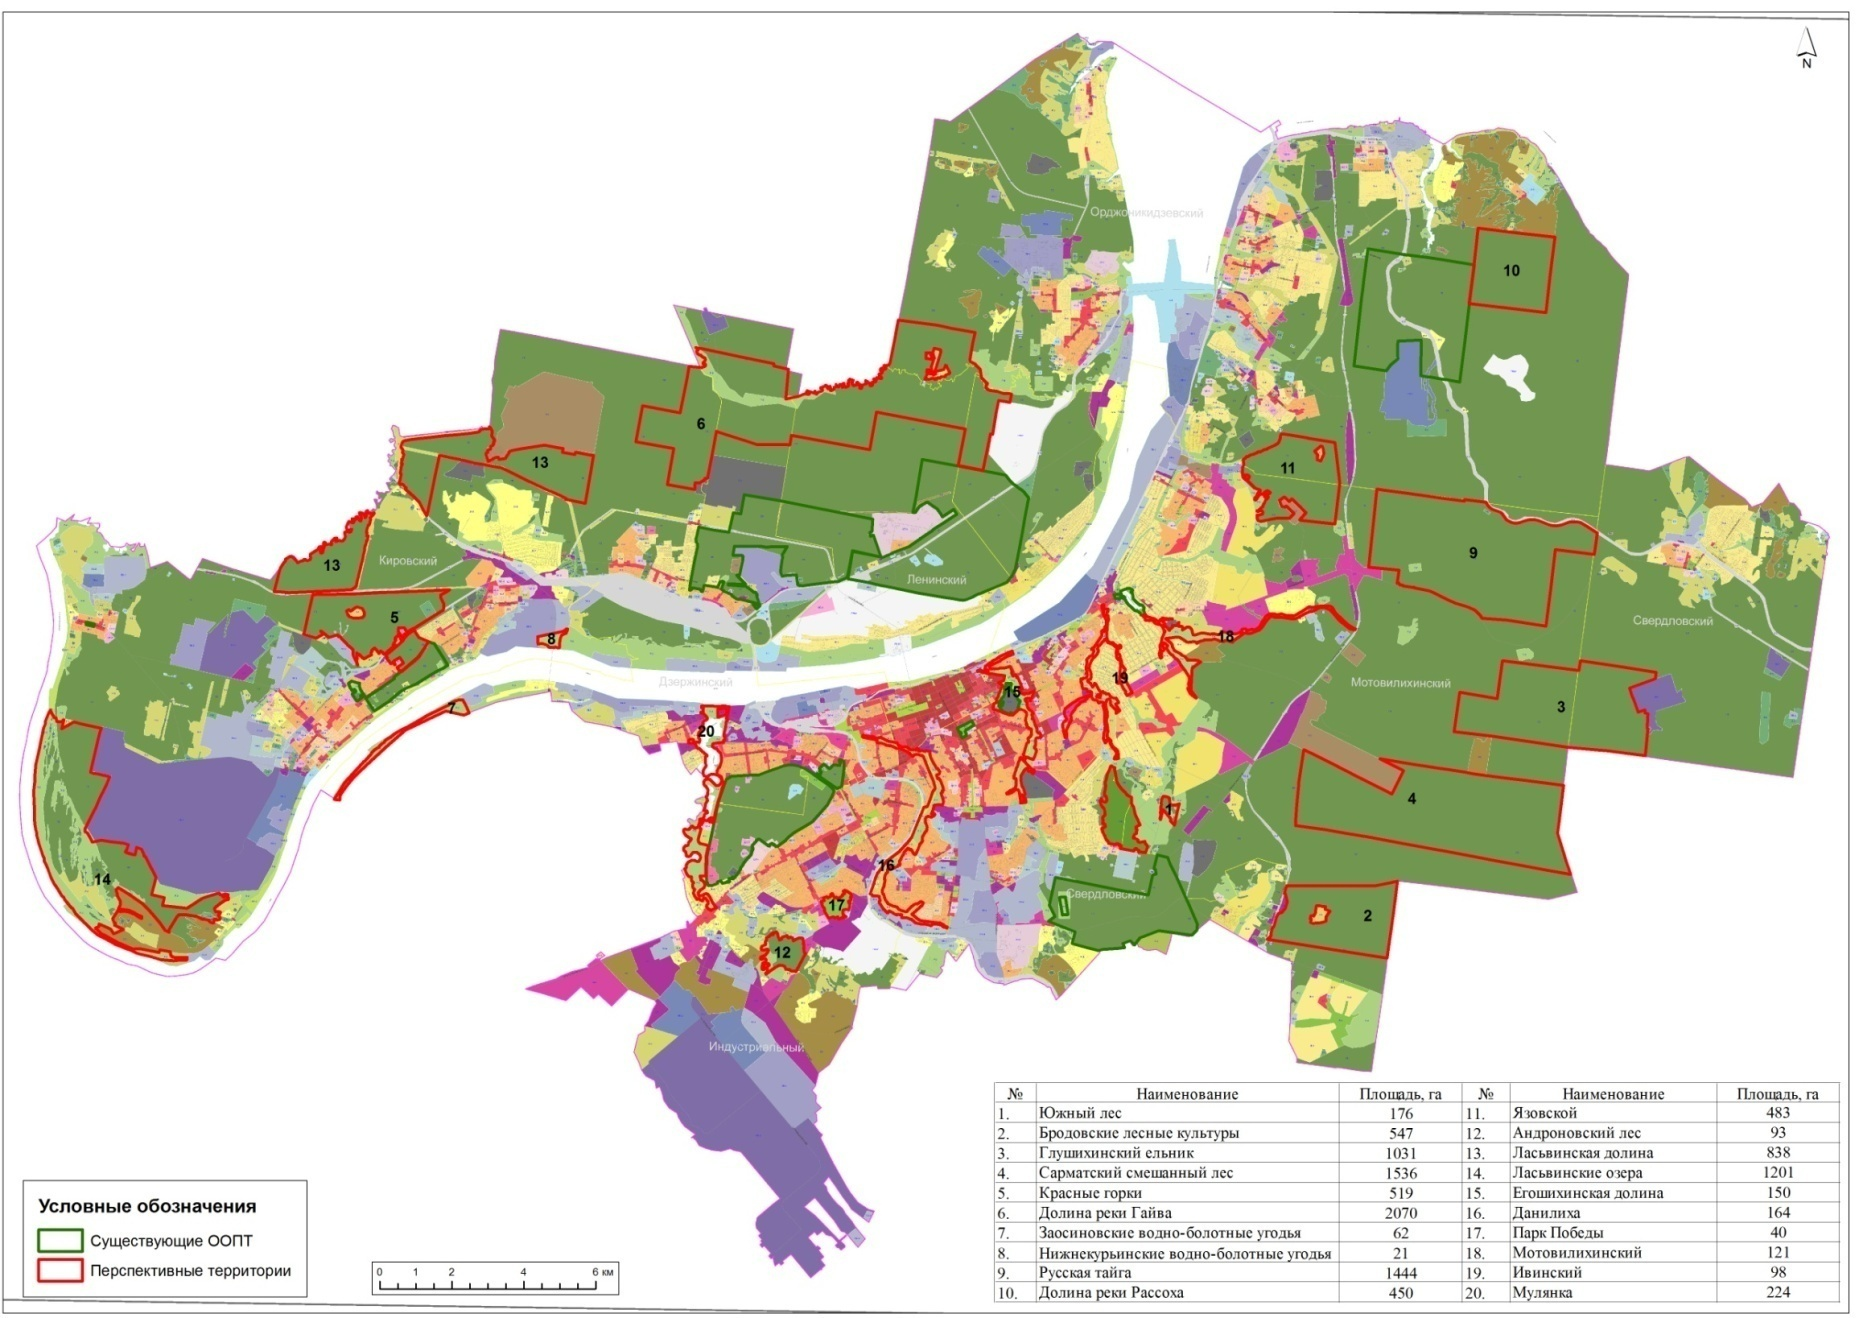 N
Орджоникидзевский
10
6
11
13
9
Кировский
13
Ленинский
5
Свердловский
8
18
19
Дзержинский
Мотовилихинский
15
7
3
20
4
1
16
14
Свердловский
17
2
12
Индустриальный
№ Наименование Площадь, га № Наименование Площадь, га
1. Южный лес 176 11. Язовской 483
2. Бродовские лесные культуры 547 12. Андроновский лес 93
3. Глушихинский ельник 1031 13. Ласьвинская долина 838
4. Сарматский смешанный лес 1536 14. Ласьвинские озера 1201
5. Красные горки 519 15. Егошихинская долина 150
6. Долина реки Гайва 2070 16. Данилиха 164
7. Заосиновские водно-болотные угодья 62 17. Парк Победы 40
8. Нижнекурьинские водно-болотные угодья 21 18. Мотовилихинский 121
9. Русская тайга 1444 19. Ивинский 98
10. Долина реки Рассоха 450 20. Мулянка 224
Условные обозначения
Существующие ООПТ
Перспективные территории
0 1 2 4 6 км